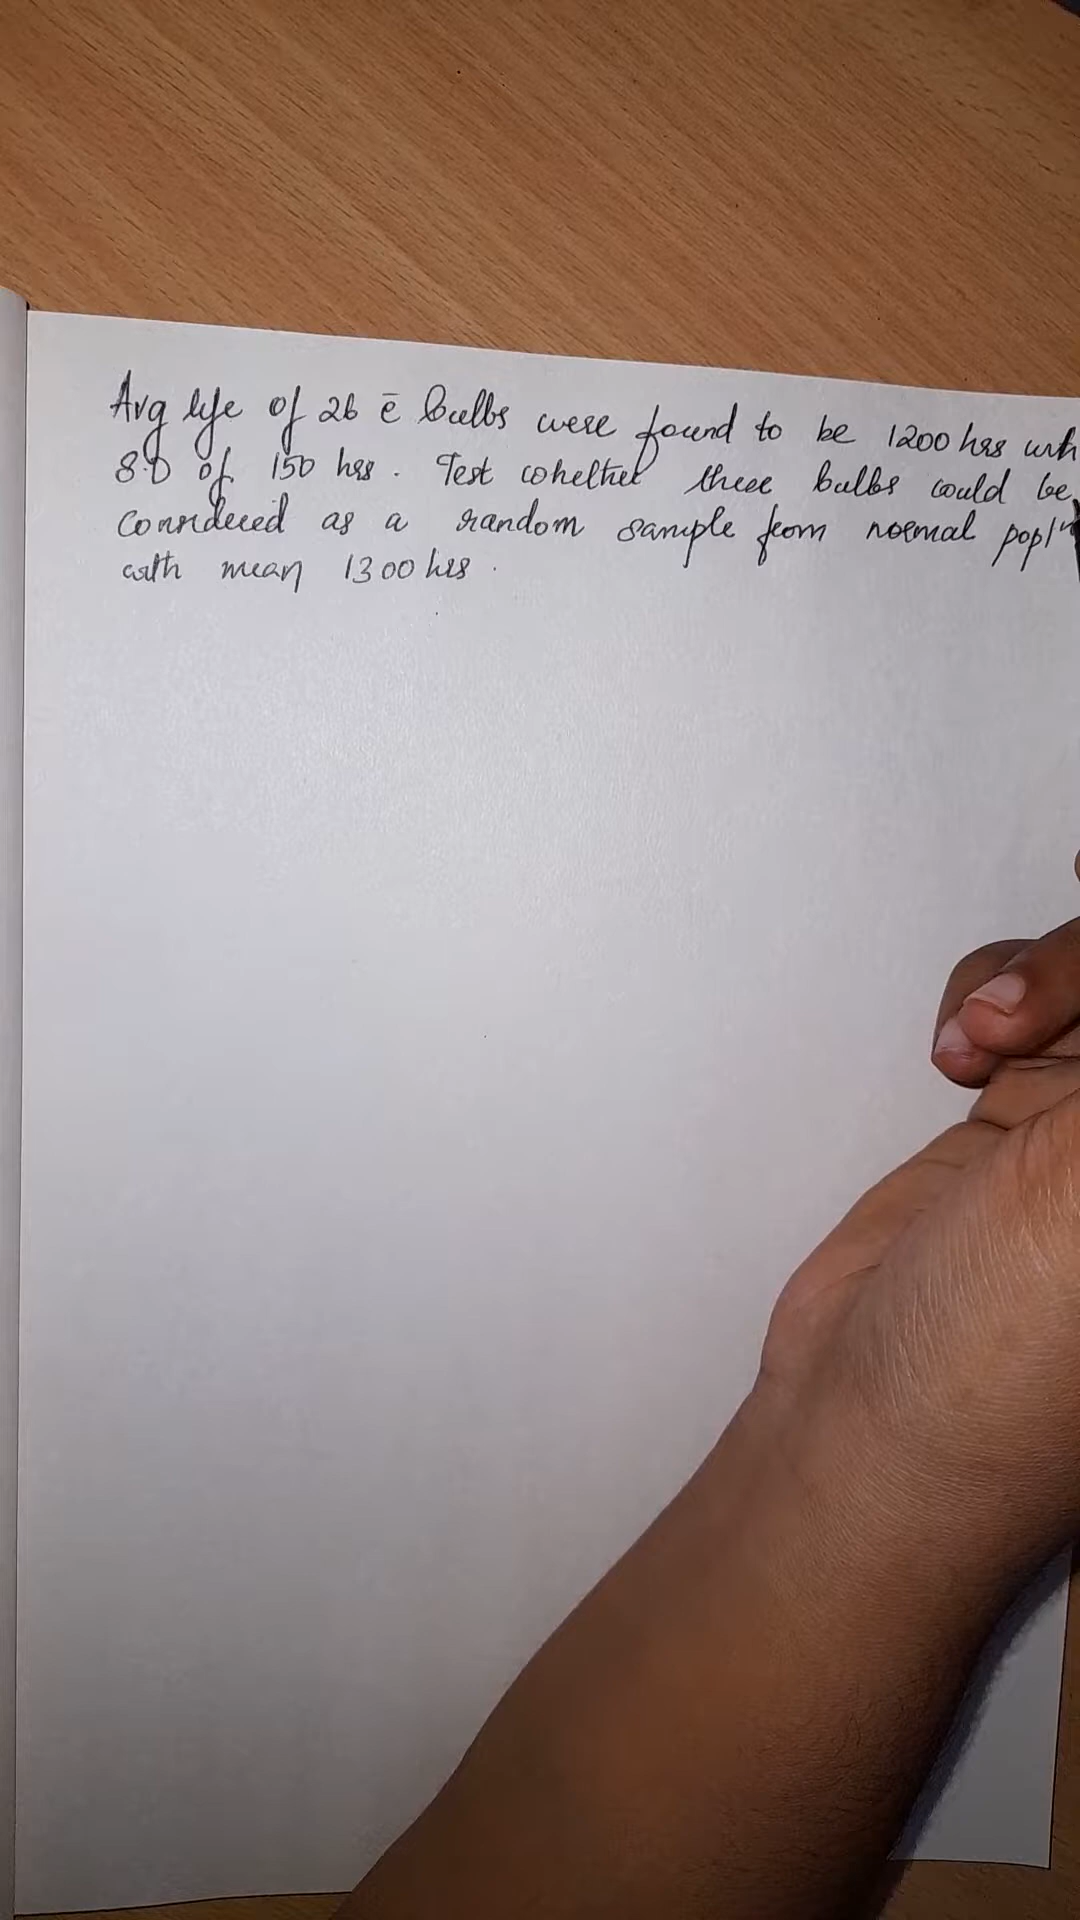 Avg life of 26 ē bulbs were found to be 1200 hrs with
S.D of 150 hrs. Test whether these bulbs could be
Considered as a random sample from normal popln
with mean 1300 hrs.